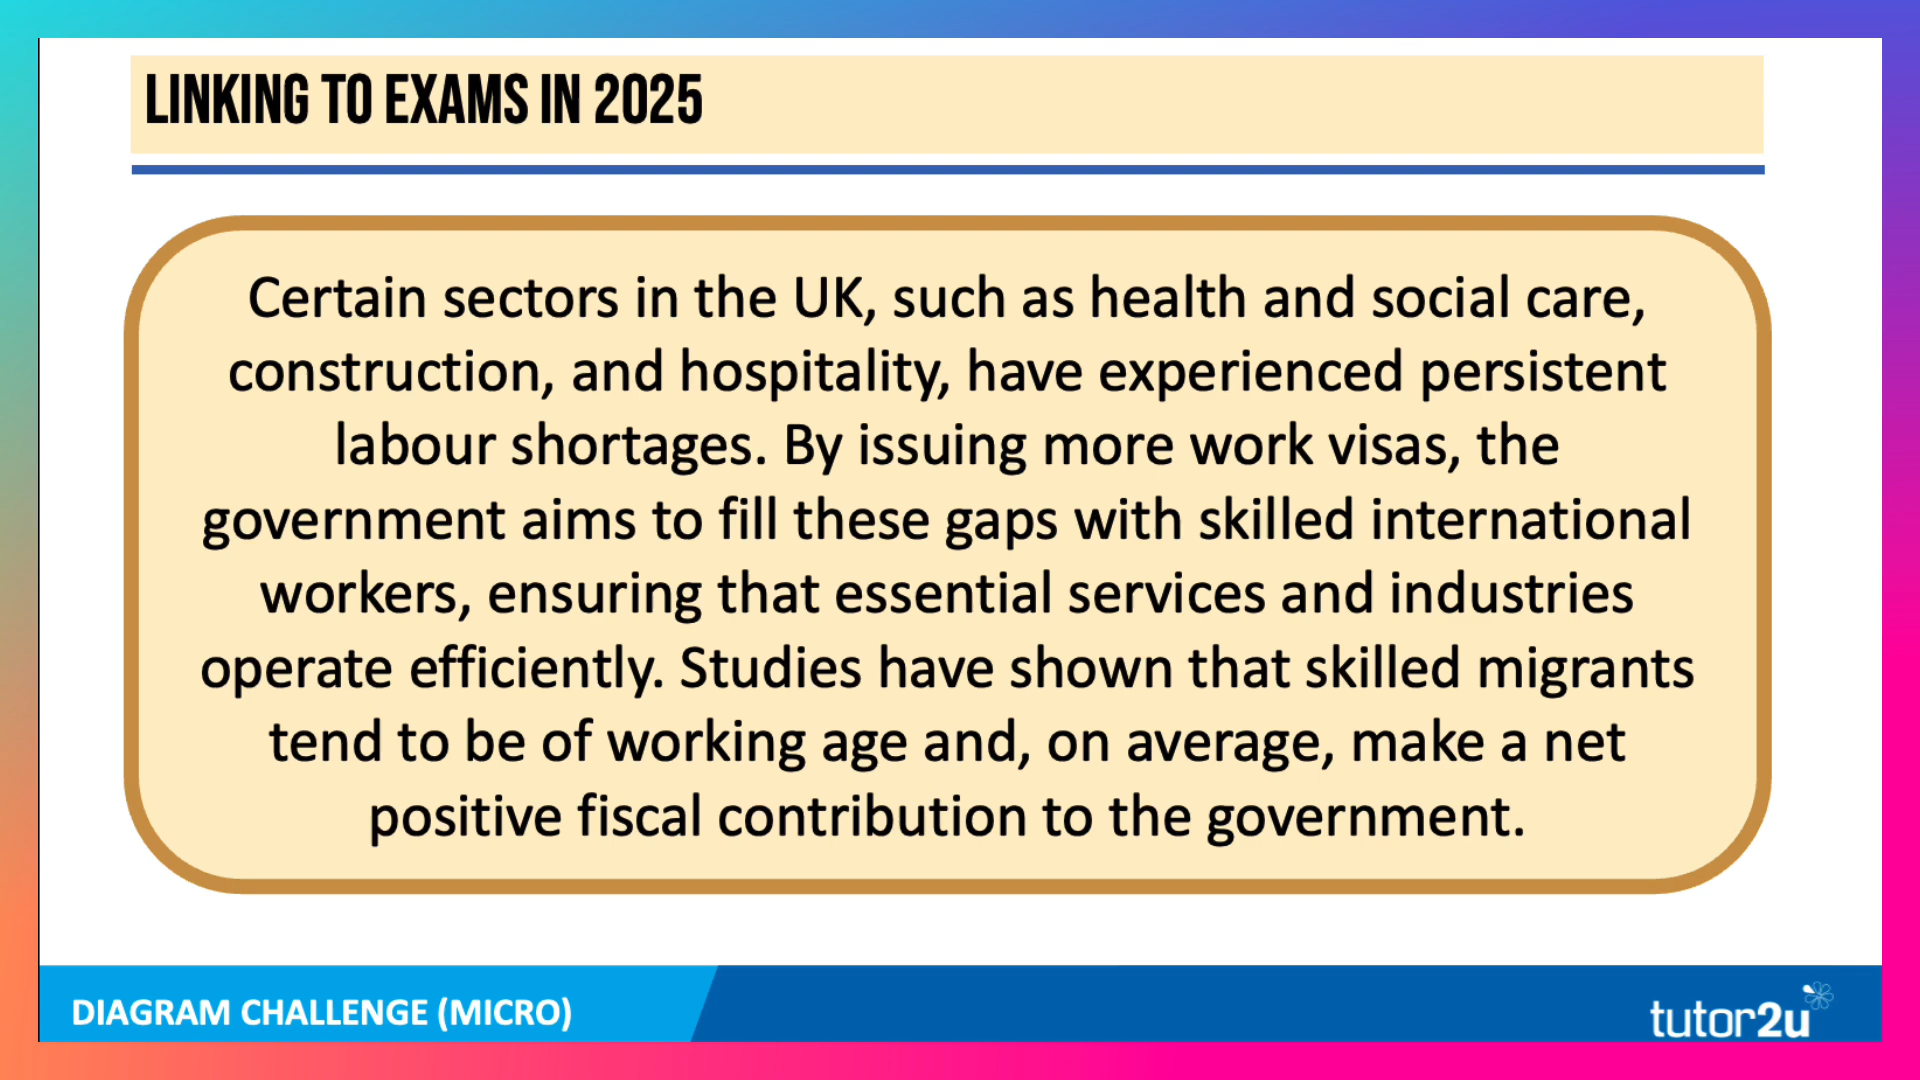 LINKING TO EXAMS IN 2025
Certain sectors in the UK, such as health and social care,
construction, and hospitality, have experienced persistent
labour shortages. By issuing more work visas, the
government aims to fill these gaps with skilled international
workers, ensuring that essential services and industries
operate efficiently. Studies have shown that skilled migrants
tend to be of working age and, on average, make a net
positive fiscal contribution to the government.
DIAGRAM CHALLENGE (MICRO)
tutor2u